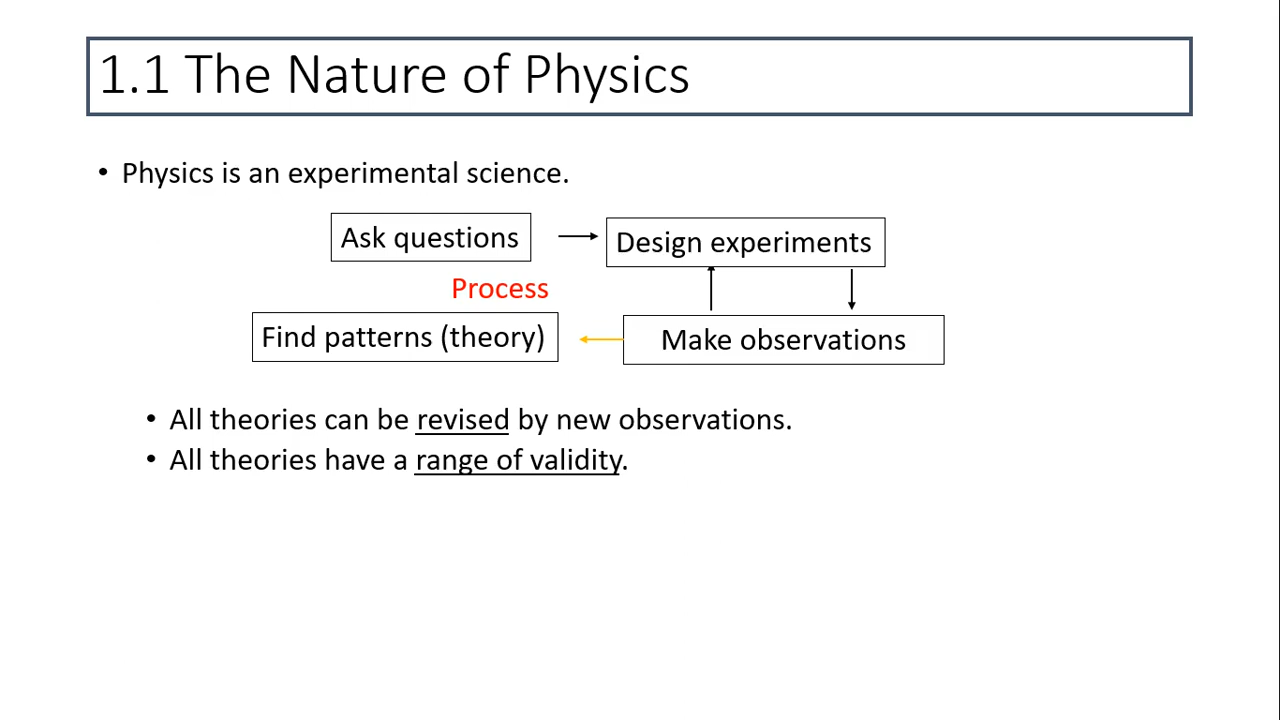 1.1 The Nature of Physics
• Physics is an experimental science.
Ask questions
Design experiments
Process
Find patterns (theory)
Make observations
• All theories can be revised by new observations.
• All theories have a range of validity.